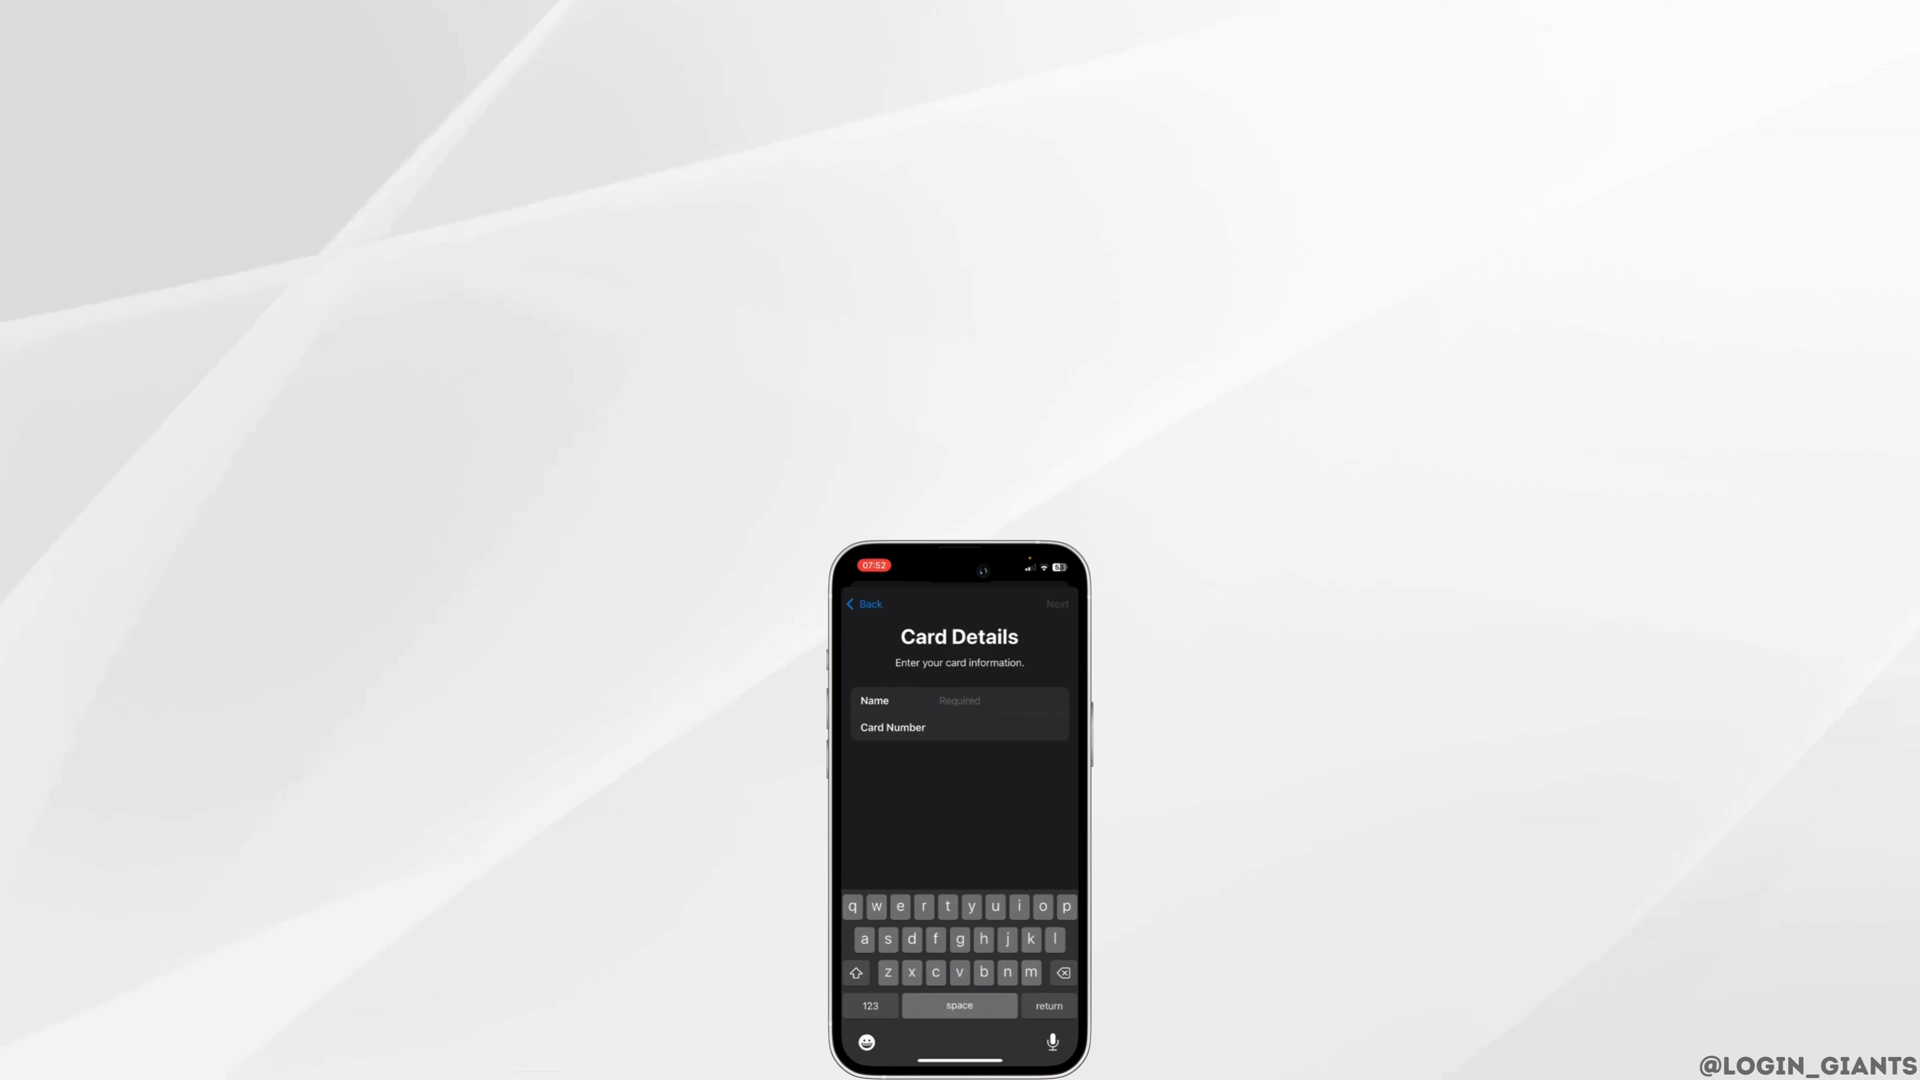 07:52
Back
Next
Card Details
Enter your card information.
Name Required
Card Number
q w e r t y u i o p
a s d f g h j k l
z x c v b n m
123 space return
@LOGIN_GIANTS